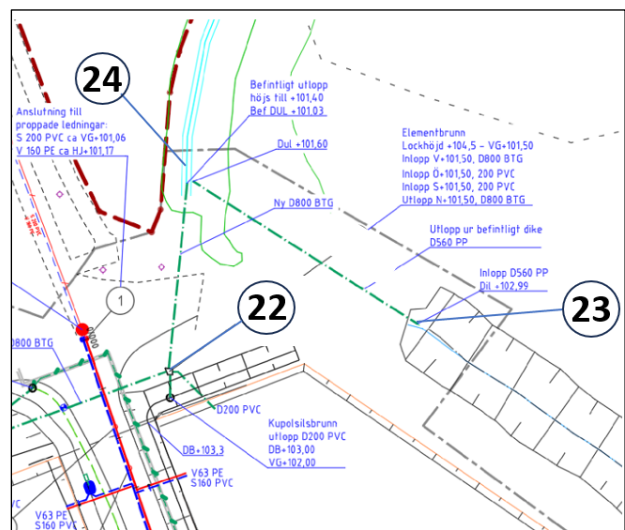 24
Befintligt utlopp
höjs till +101,40
Bef DUL +101.03
Anslutning till
proppade ledningar:
S 200 PVC ca VG+101,06
V 160 PE ca HJ+101,17
Dul +101,60
Elementbrunn
Lockhöjd +104,5 - VG+101,50
Inlopp V+101,50, D800 BTG
Inlopp Ö+101,50, 200 PVC
Inlopp S+101,50, 200 PVC
Utlopp N+101,50, D800 BTG
Ny D800 BTG
Utlopp ur befintligt dike
D560 PP
Inlopp D560 PP
Dil +102,99
1
22
23
D1000
D800 BTG
D200 PVC
Kupolsilsbrunn
utlopp D200 PVC
DB+103,00
VG+102,00
DB+103,3
V63 PE
S160 PVC
V63 PE
S160 PVC